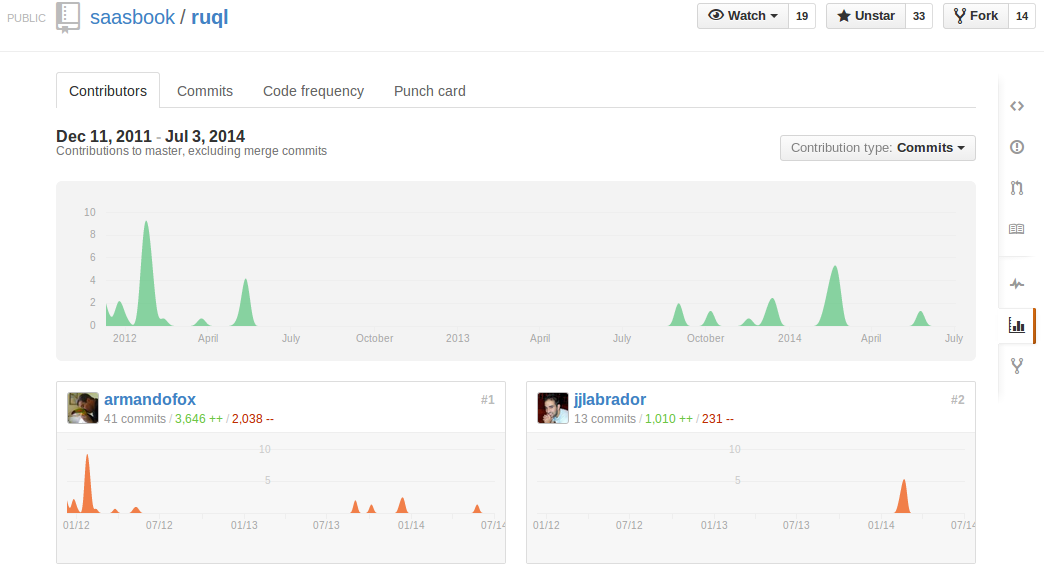 PUBLIC saasbook / ruql Watch 19 Unstar 33 Fork 14
Contributors Commits Code frequency Punch card
Dec 11, 2011 - Jul 3, 2014
Contributions to master, excluding merge commits
Contribution type: Commits
10
8
6
4
2
0
2012 April July October 2013 April July October 2014 April July
armandofox #1
41 commits / 3,646 ++ / 2,038 --
10
5
01/12 07/12 01/13 07/13 01/14 07/14
jjlabrador #2
13 commits / 1,010 ++ / 231 --
10
5
01/12 07/12 01/13 07/13 01/14 07/14